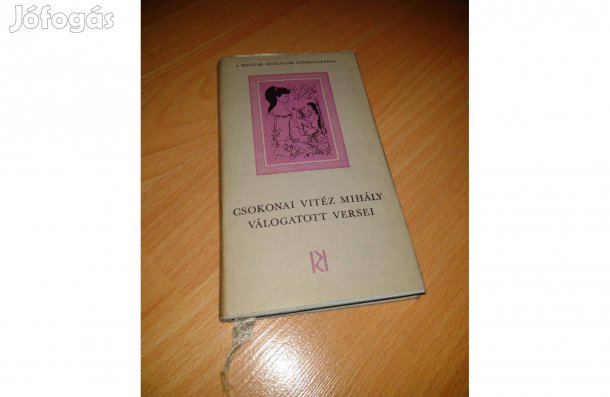 Jófogás
A MAGYAR IRODALOM GYÖNGYSZEMEI
CSOKONAI VITÉZ MIHÁLY
VÁLOGATOTT VERSEI